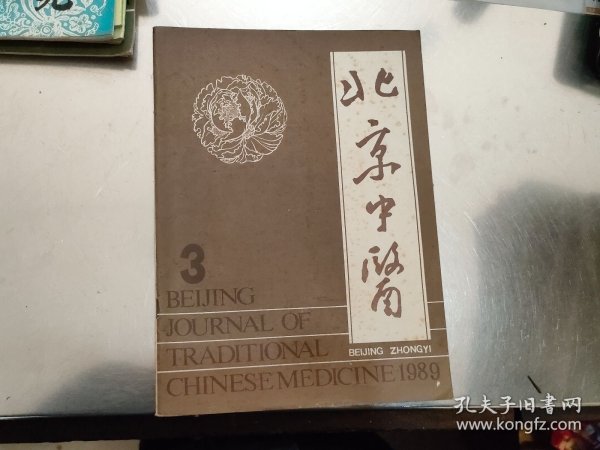 北京中醫
3
BEIJING
JOURNAL OF
TRADITIONAL
CHINESE MEDICINE 1989
BEIJING ZHONGYI
孔夫子旧书网
www.kongfz.com